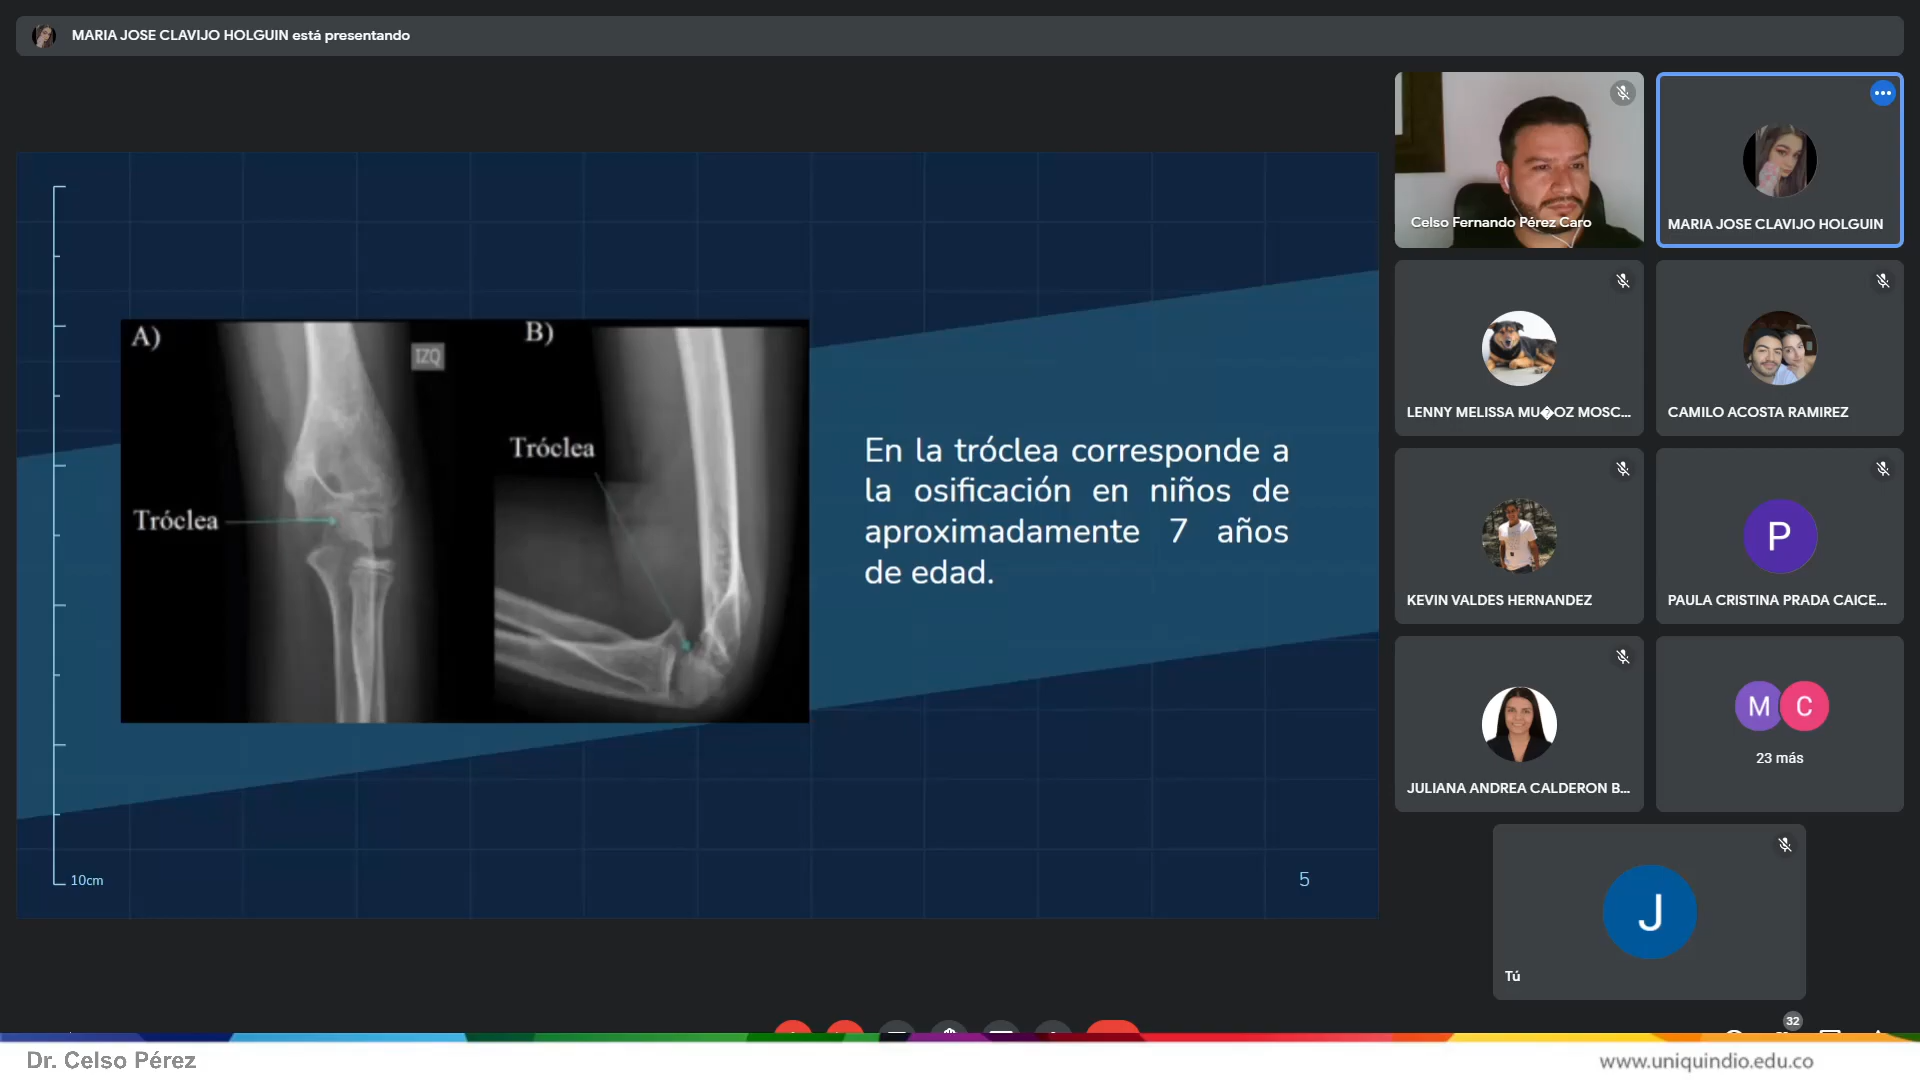 MARIA JOSE CLAVIJO HOLGUIN está presentando
A)
IZQ
B)
Tróclea
Tróclea
En la tróclea corresponde a
la osificación en niños de
aproximadamente 7 años
de edad.
10cm
5
Celso Fernando Pérez Caro
MARIA JOSE CLAVIJO HOLGUIN
LENNY MELISSA MU�OZ MOSC...
CAMILO ACOSTA RAMIREZ
KEVIN VALDES HERNANDEZ
P
PAULA CRISTINA PRADA CAICE...
JULIANA ANDREA CALDERON B...
M C
23 más
J
Tú
32
Dr. Celso Pérez
www.uniquindio.edu.co